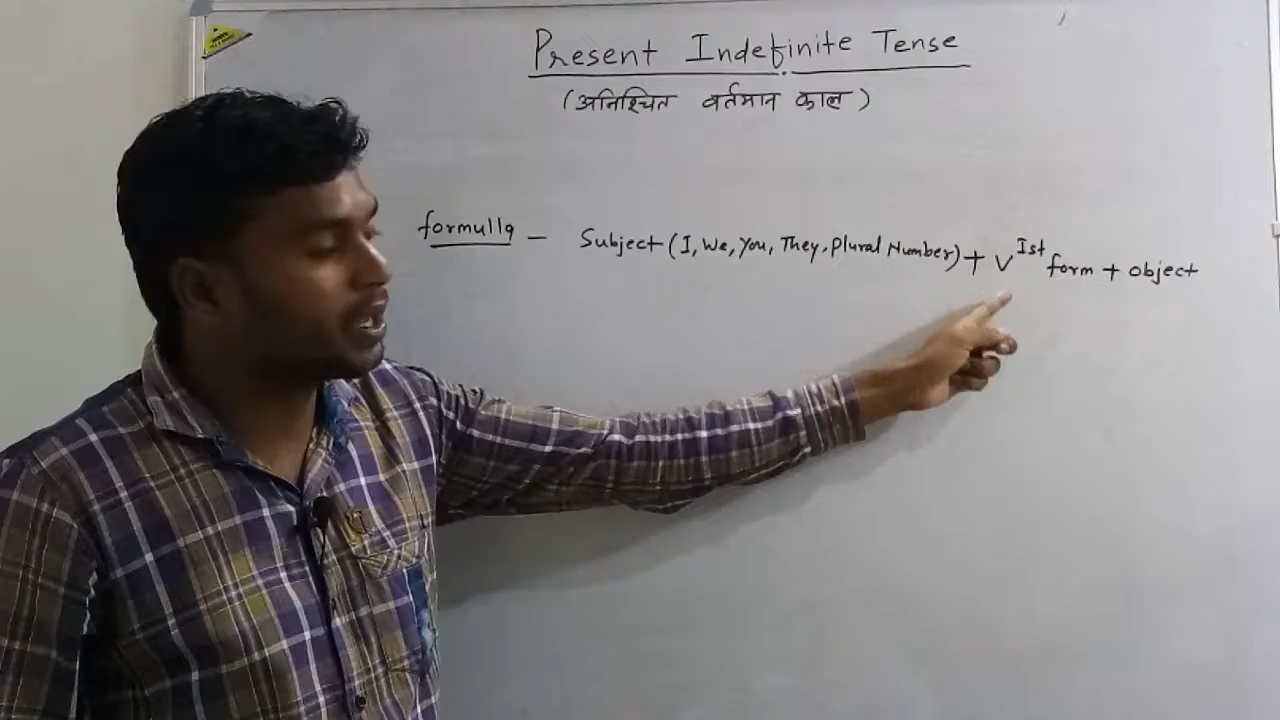 Present Indefinite Tense
(अनिश्चित वर्तमान काल)
formulla - Subject (I, We, You, They, Plural Number) + V Ist form + object